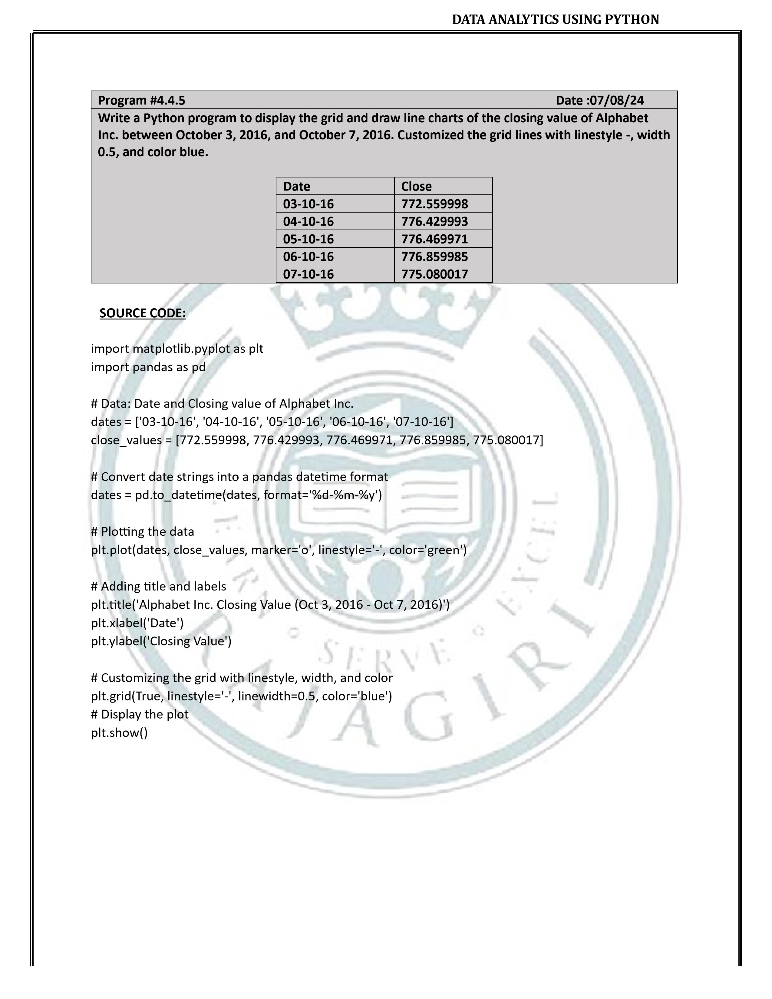 DATA ANALYTICS USING PYTHON
Program #4.4.5 Date :07/08/24
Write a Python program to display the grid and draw line charts of the closing value of Alphabet
Inc. between October 3, 2016, and October 7, 2016. Customized the grid lines with linestyle -, width
0.5, and color blue.
Date Close
03-10-16 772.559998
04-10-16 776.429993
05-10-16 776.469971
06-10-16 776.859985
07-10-16 775.080017
SOURCE CODE:
import matplotlib.pyplot as plt
import pandas as pd
# Data: Date and Closing value of Alphabet Inc.
dates = ['03-10-16', '04-10-16', '05-10-16', '06-10-16', '07-10-16']
close_values = [772.559998, 776.429993, 776.469971, 776.859985, 775.080017]
# Convert date strings into a pandas datetime format
dates = pd.to_datetime(dates, format='%d-%m-%y')
# Plotting the data
plt.plot(dates, close_values, marker='o', linestyle='-', color='green')
# Adding title and labels
plt.title('Alphabet Inc. Closing Value (Oct 3, 2016 - Oct 7, 2016)')
plt.xlabel('Date')
plt.ylabel('Closing Value')
# Customizing the grid with linestyle, width, and color
plt.grid(True, linestyle='-', linewidth=0.5, color='blue')
# Display the plot
plt.show()
SERVE
EXCEL
RAJAGIRI